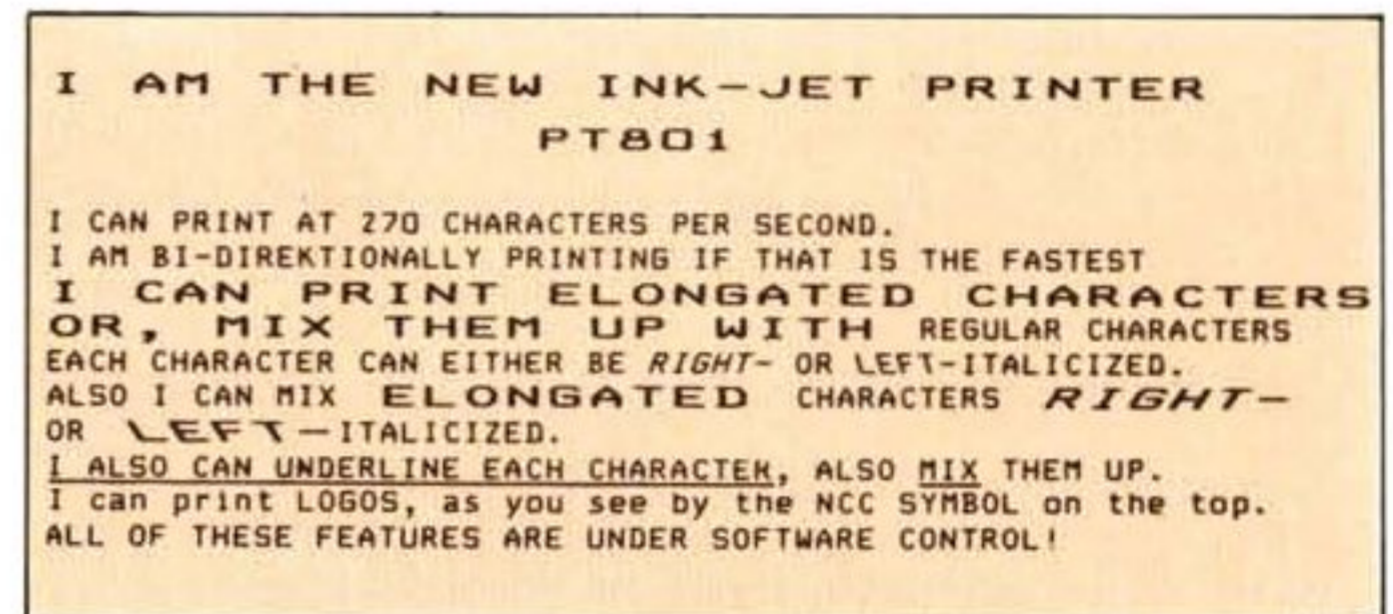 I AM THE NEW INK-JET PRINTER
PT801
I CAN PRINT AT 270 CHARACTERS PER SECOND.
I AM BI-DIREKTIONALLY PRINTING IF THAT IS THE FASTEST
I CAN PRINT ELONGATED CHARACTERS
OR, MIX THEM UP WITH REGULAR CHARACTERS
EACH CHARACTER CAN EITHER BE RIGHT- OR LEFT-ITALICIZED.
ALSO I CAN MIX ELONGATED CHARACTERS RIGHT-
OR LEFT-ITALICIZED.
I ALSO CAN UNDERLINE EACH CHARACTER, ALSO MIX THEM UP.
I can print LOGOS, as you see by the NCC SYMBOL on the top.
ALL OF THESE FEATURES ARE UNDER SOFTWARE CONTROL!